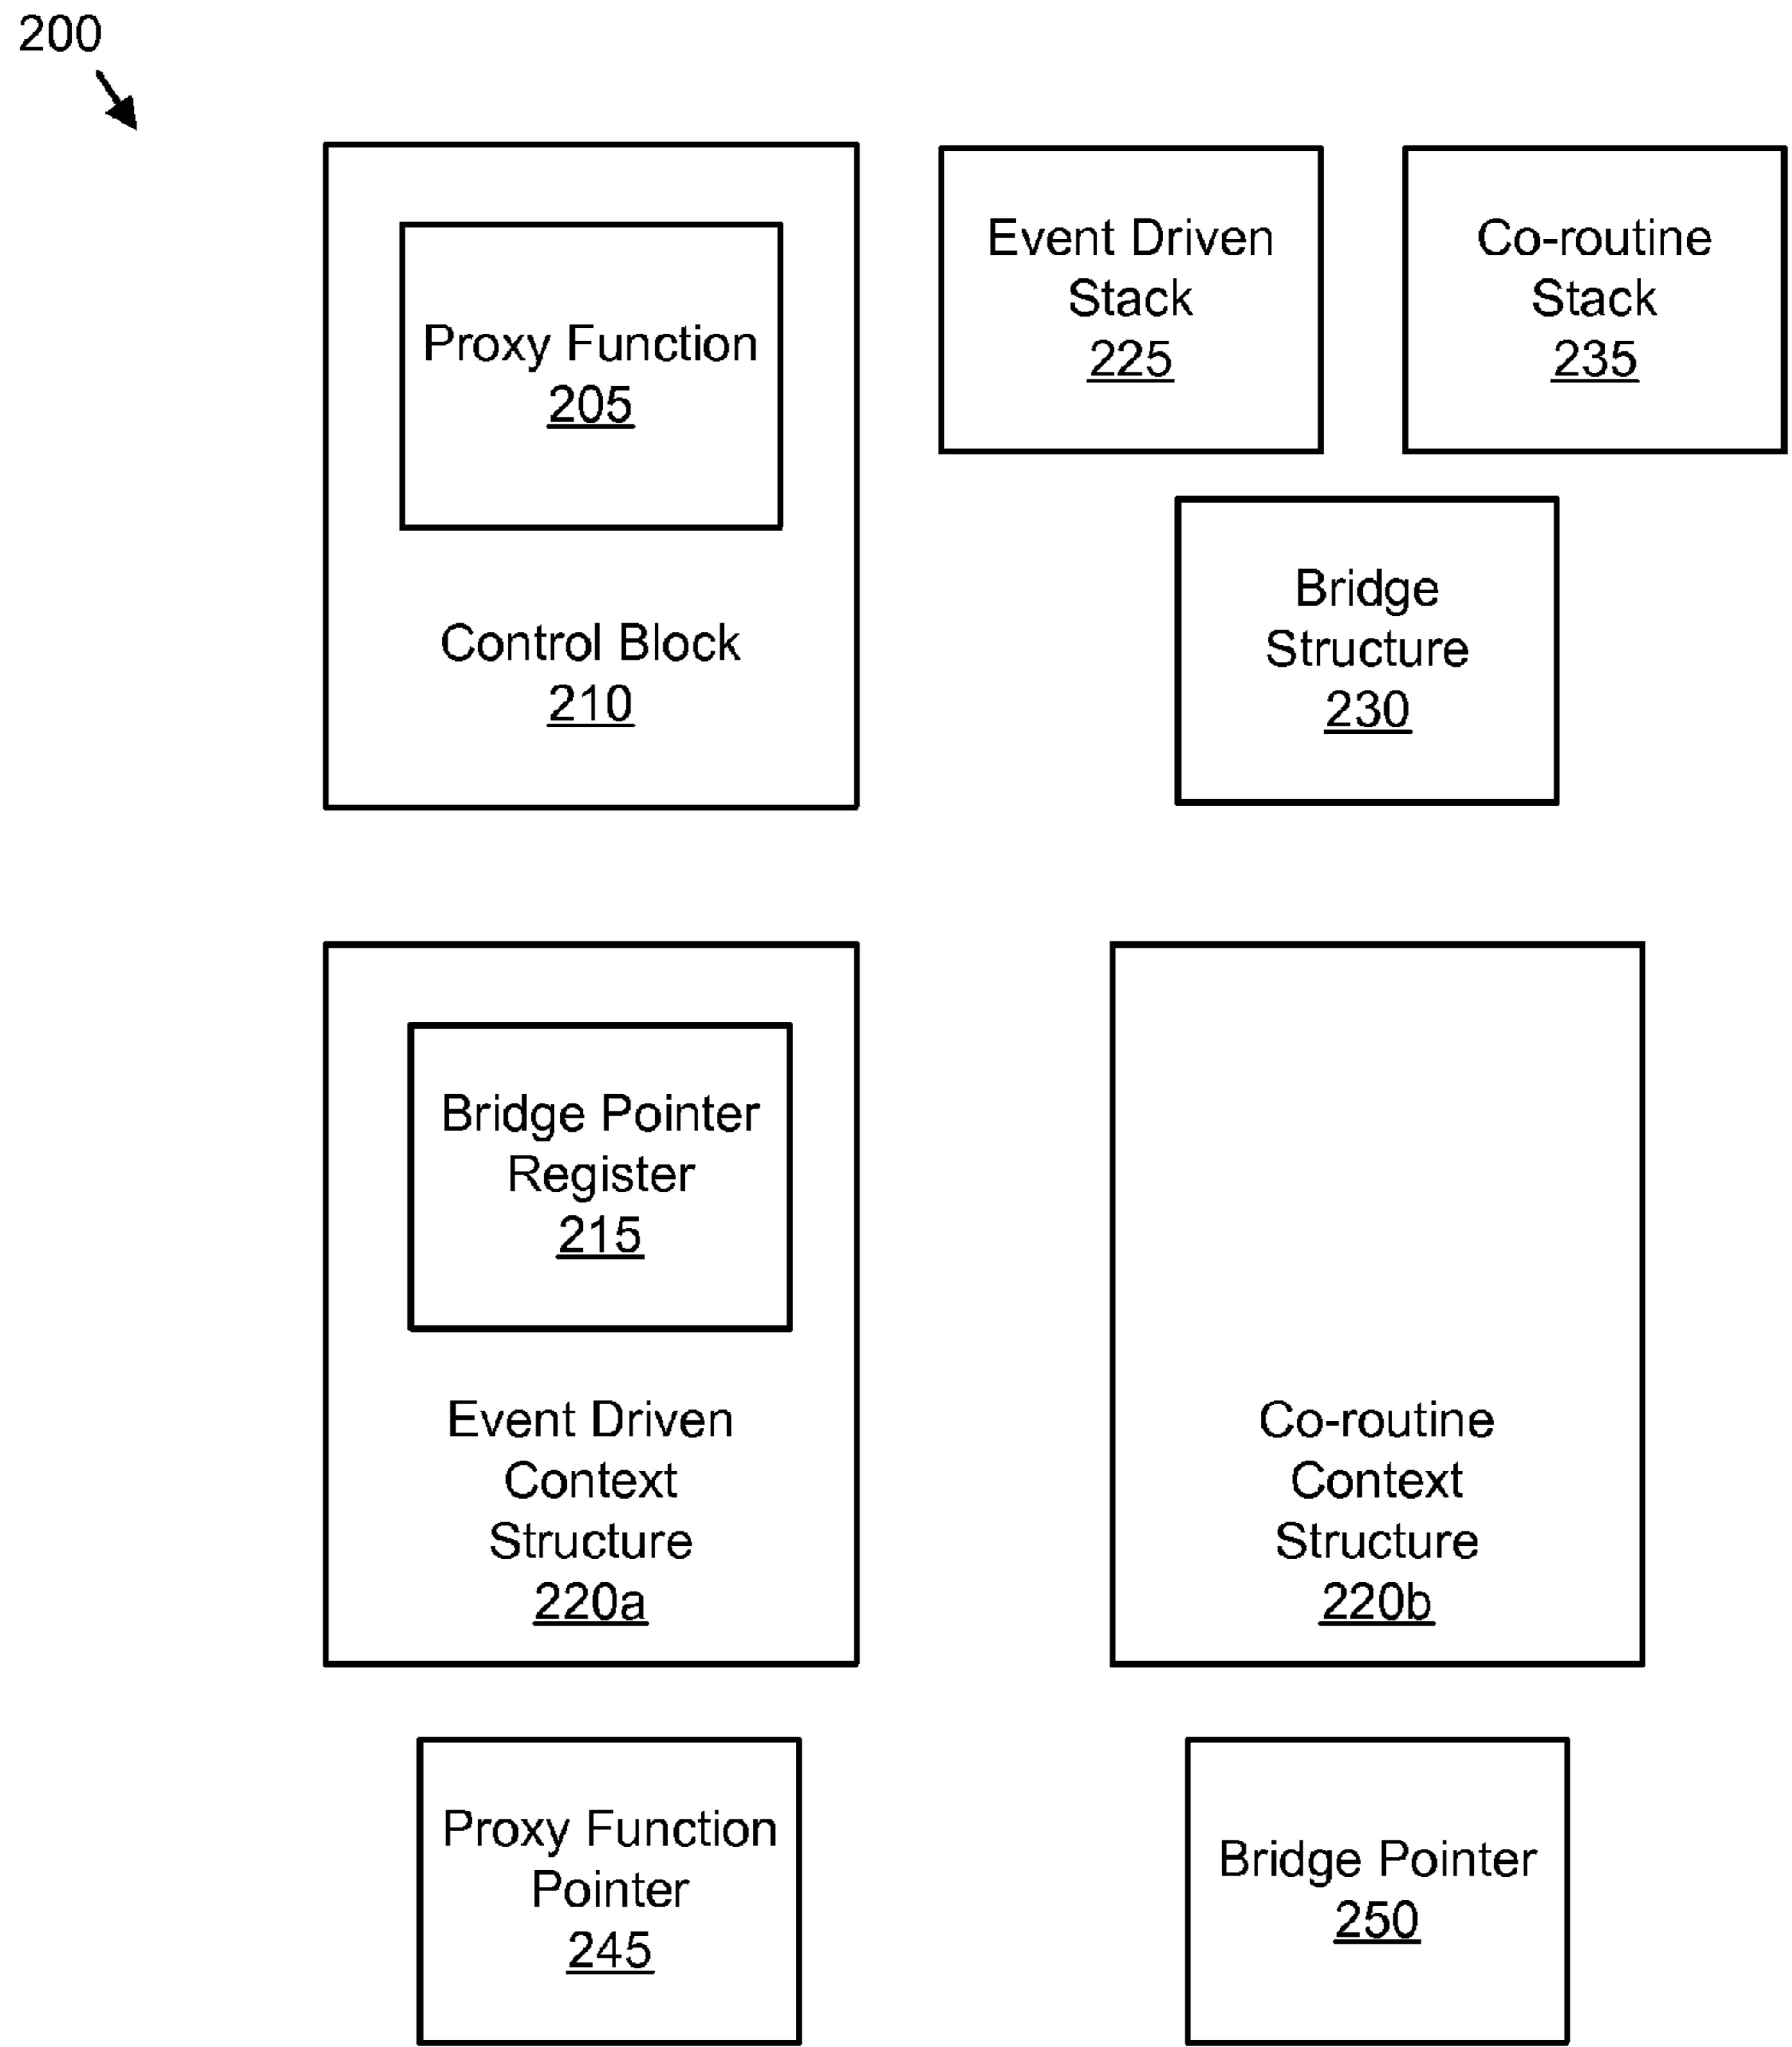 200
Proxy Function
205
Control Block
210
Event Driven
Stack
225
Co-routine
Stack
235
Bridge
Structure
230
Bridge Pointer
Register
215
Event Driven
Context
Structure
220a
Co-routine
Context
Structure
220b
Proxy Function
Pointer
245
Bridge Pointer
250